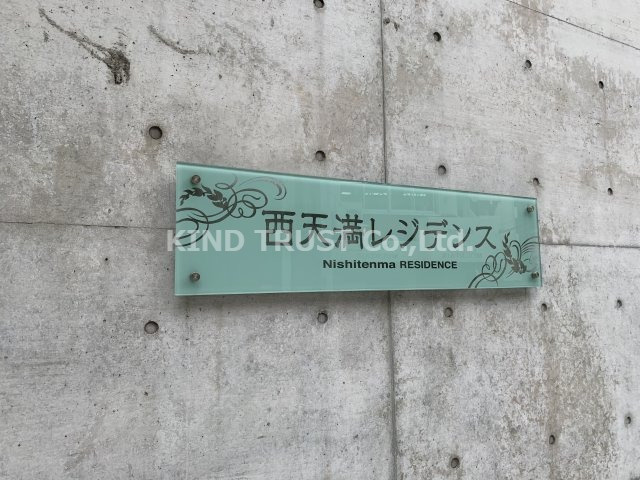 西天満レジデンス
KIND TRUST Co.,Ltd.
Nishitenma RESIDENCE